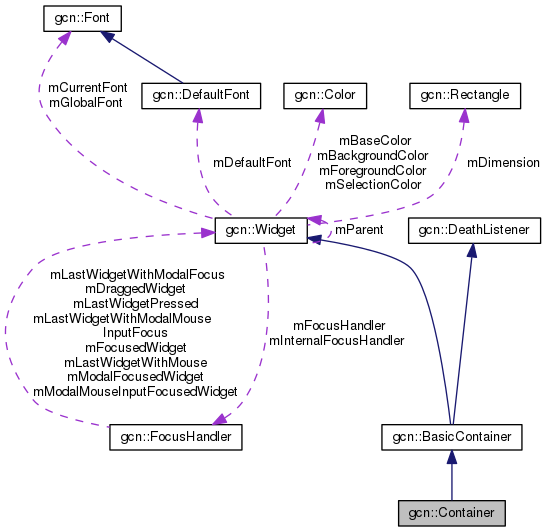 gcn::Font
mCurrentFont
mGlobalFont
gcn::DefaultFont
gcn::Color
gcn::Rectangle
mDefaultFont
mBaseColor
mBackgroundColor
mForegroundColor
mSelectionColor
mDimension
gcn::Widget
mParent
gcn::DeathListener
mLastWidgetWithModalFocus
mDraggedWidget
mLastWidgetPressed
mLastWidgetWithModalMouse
InputFocus
mFocusedWidget
mLastWidgetWithMouse
mModalFocusedWidget
mModalMouseInputFocusedWidget
mFocusHandler
mInternalFocusHandler
gcn::FocusHandler
gcn::BasicContainer
gcn::Container